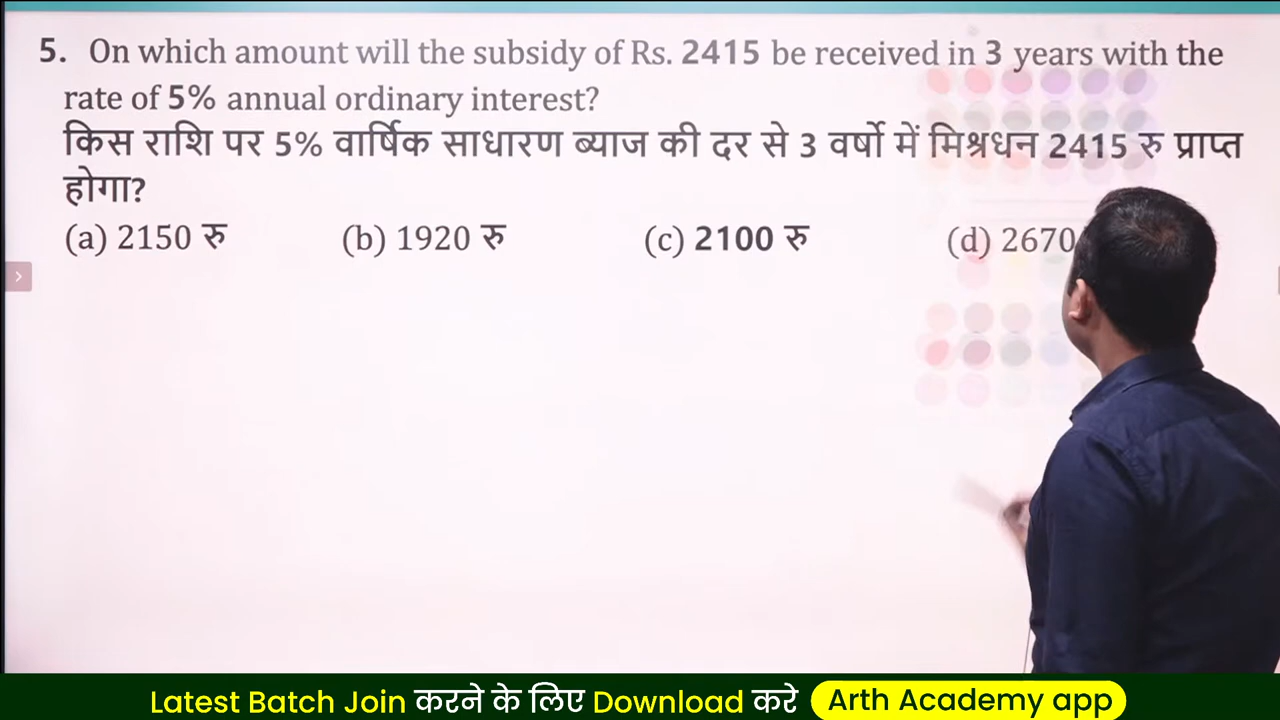 5. On which amount will the subsidy of Rs. 2415 be received in 3 years with the
rate of 5% annual ordinary interest?
किस राशि पर 5% वार्षिक साधारण ब्याज की दर से 3 वर्षो में मिश्रधन 2415 रु प्राप्त
होगा?
(a) 2150 रु (b) 1920 रु (c) 2100 रु (d) 2670
Latest Batch Join करने के लिए Download करे Arth Academy app